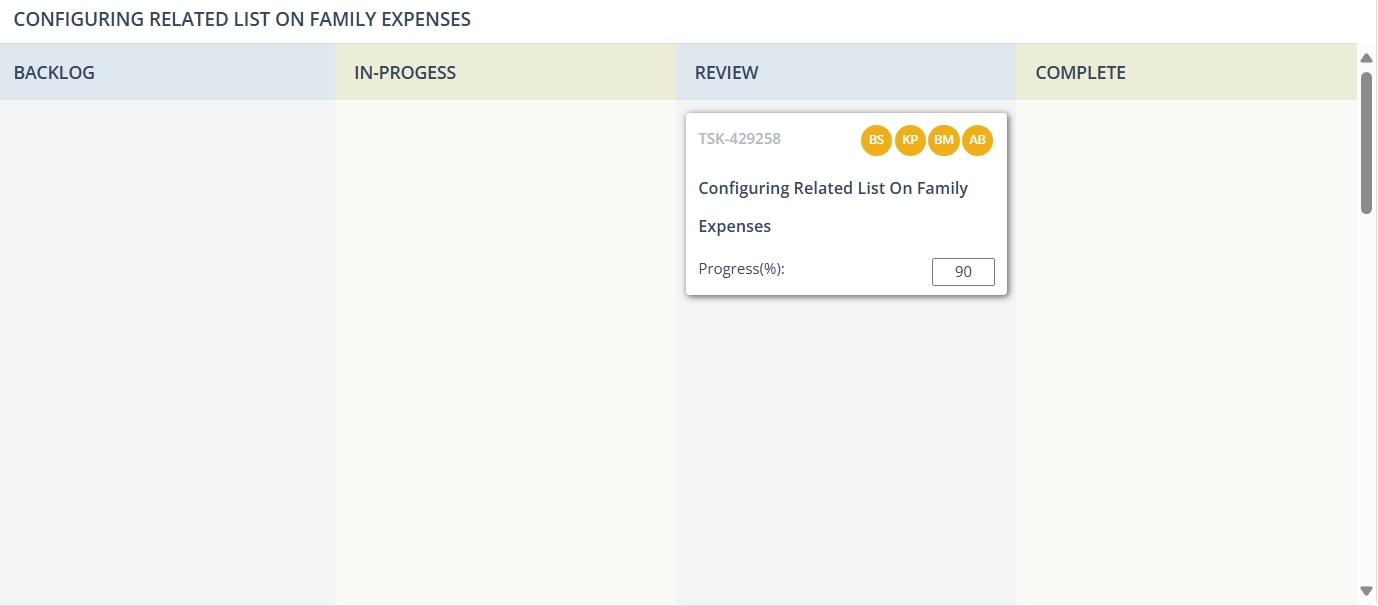 CONFIGURING RELATED LIST ON FAMILY EXPENSES
BACKLOG
IN-PROGESS
REVIEW
COMPLETE
TSK-429258
BS KP BM AB
Configuring Related List On Family
Expenses
Progress(%):
90